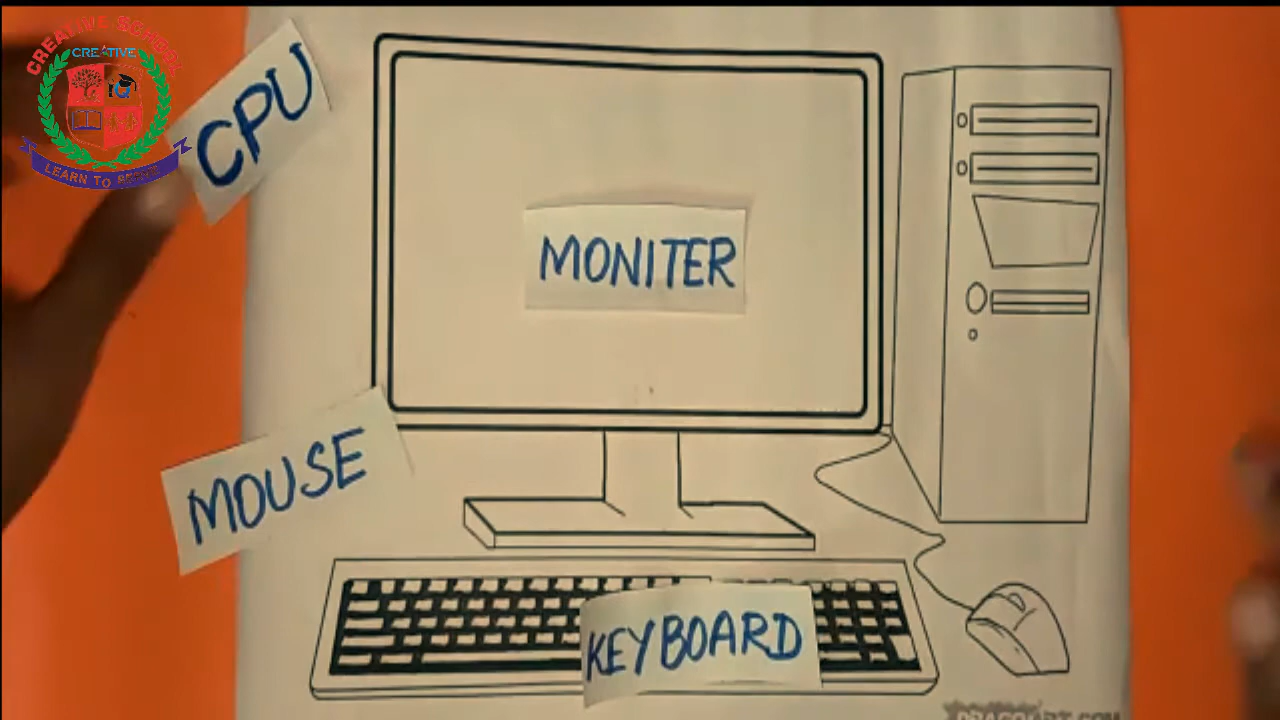 CREATIVE SCHOOL
CREATIVE
LEARN TO
CPU
MONITER
MOUSE
KEYBOARD